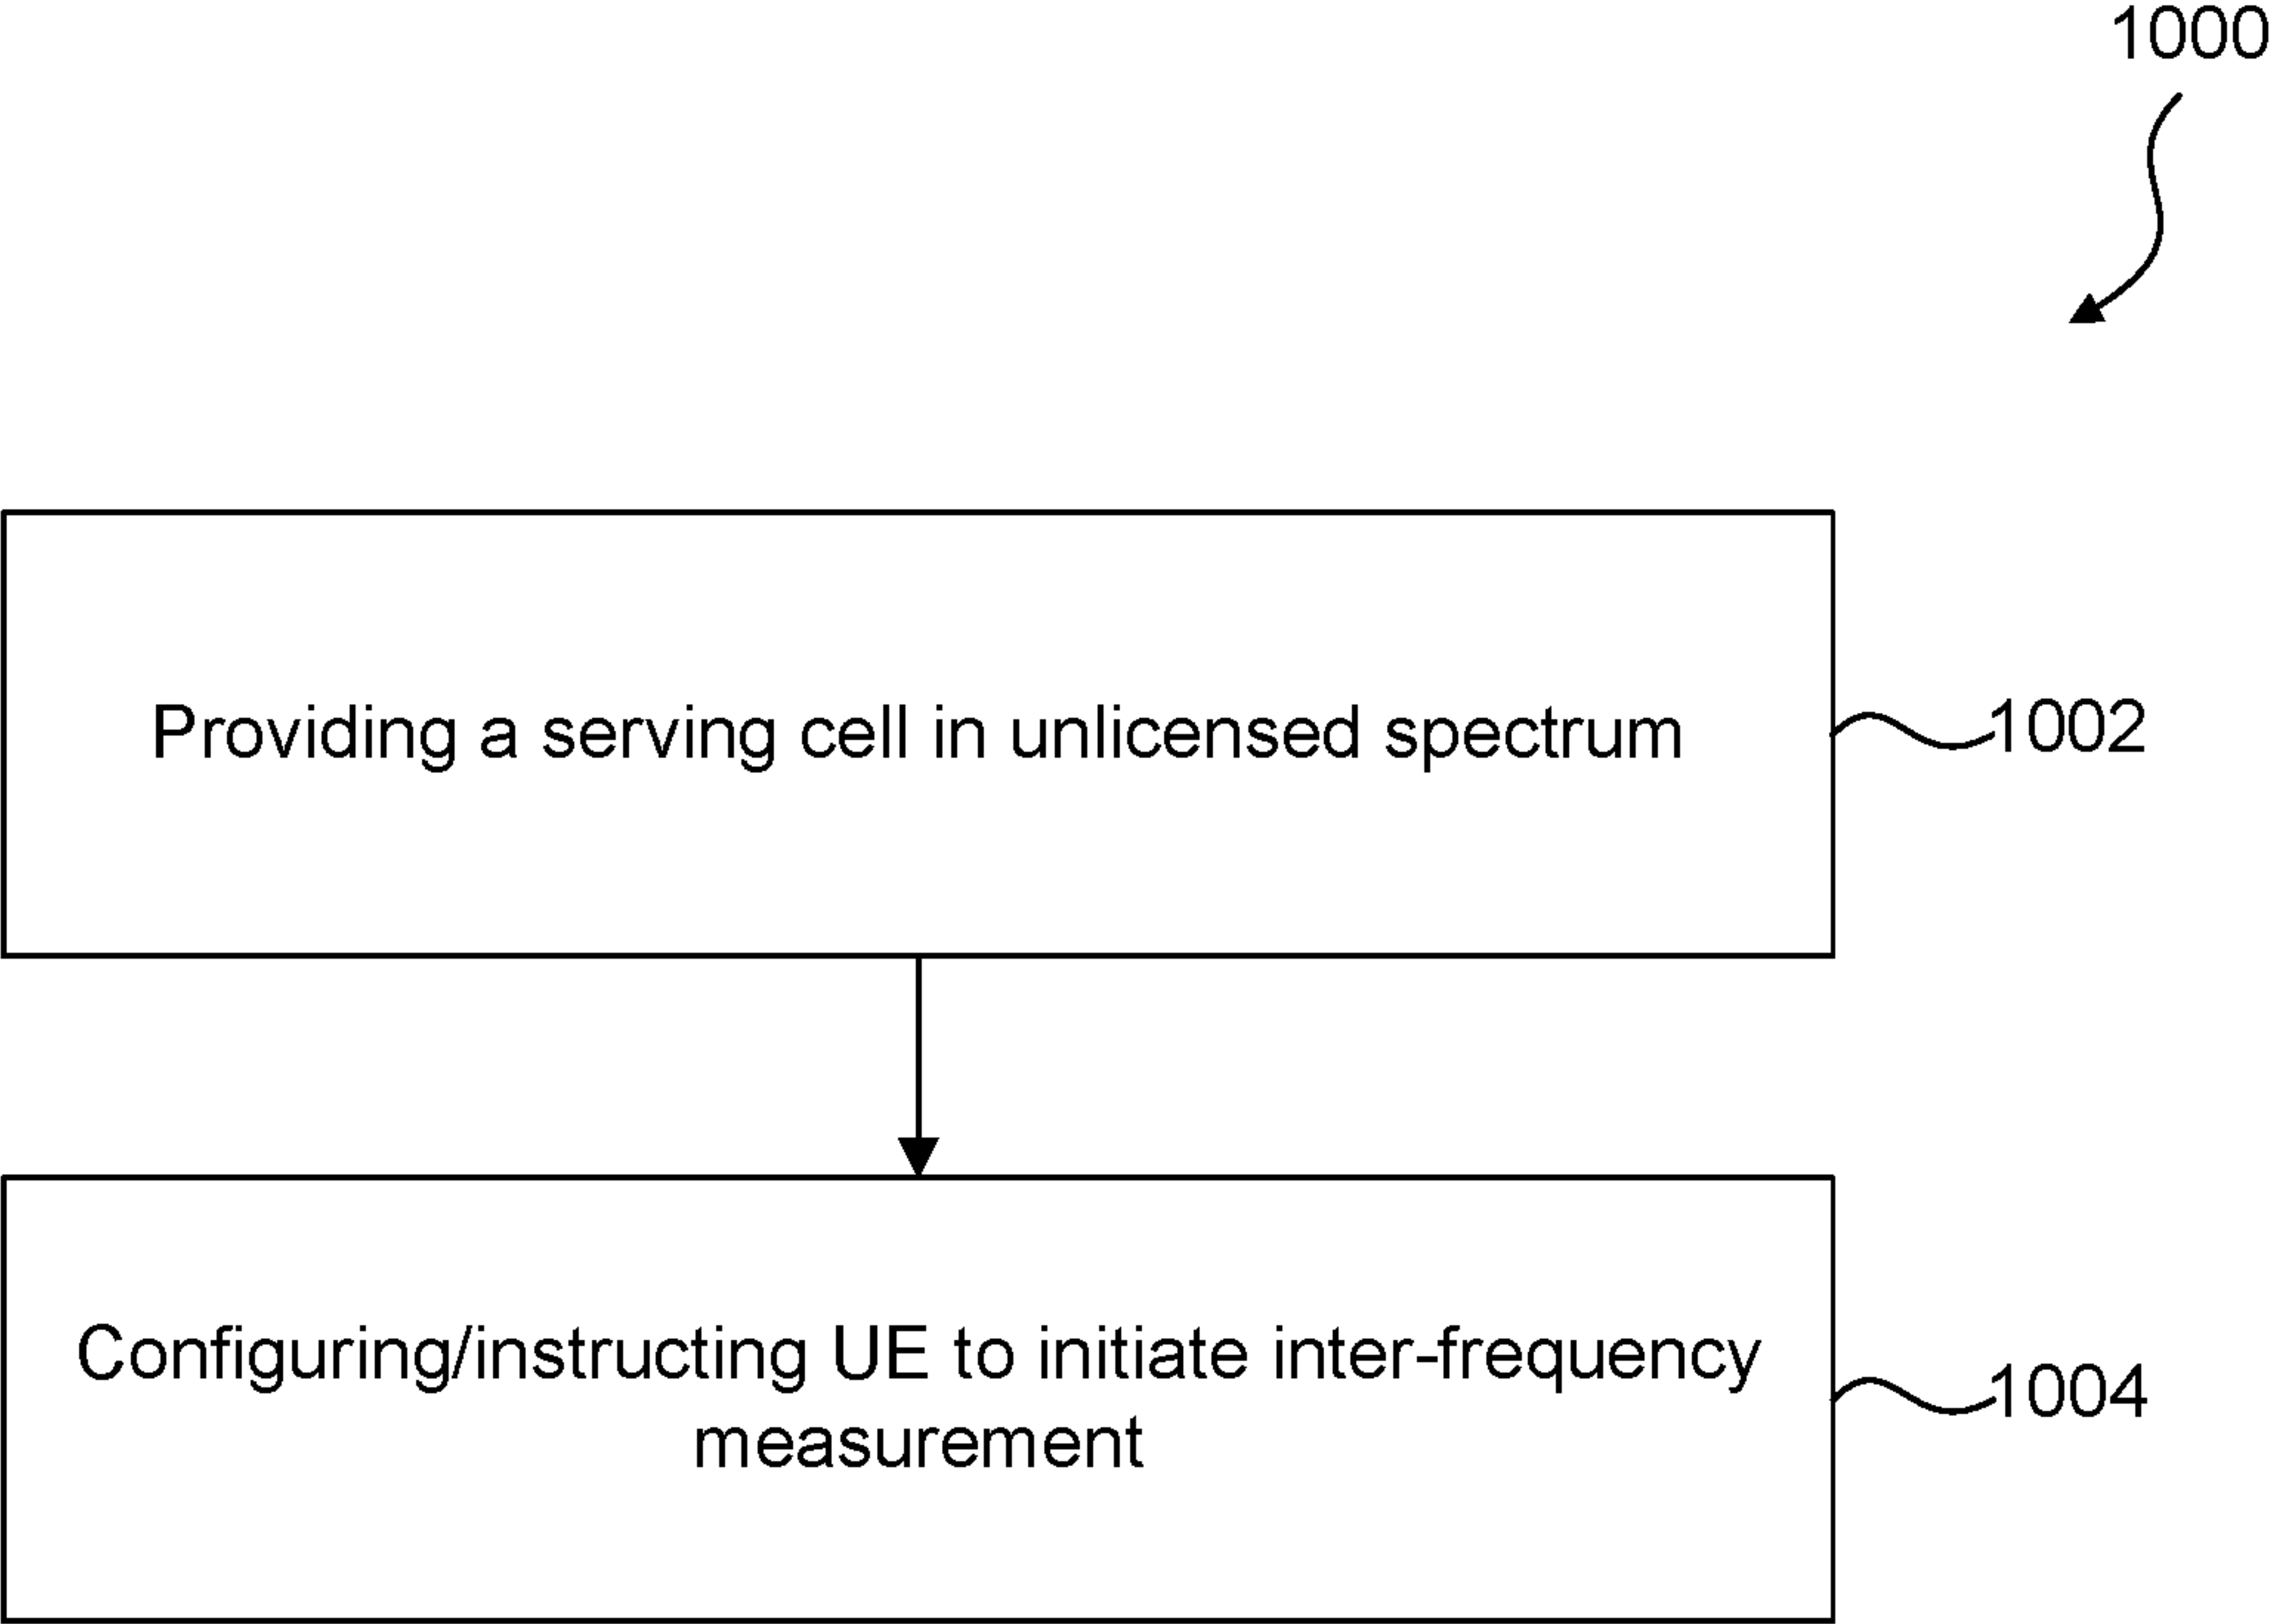 1000
Providing a serving cell in unlicensed spectrum
1002
Configuring/instructing UE to initiate inter-frequency
measurement
1004